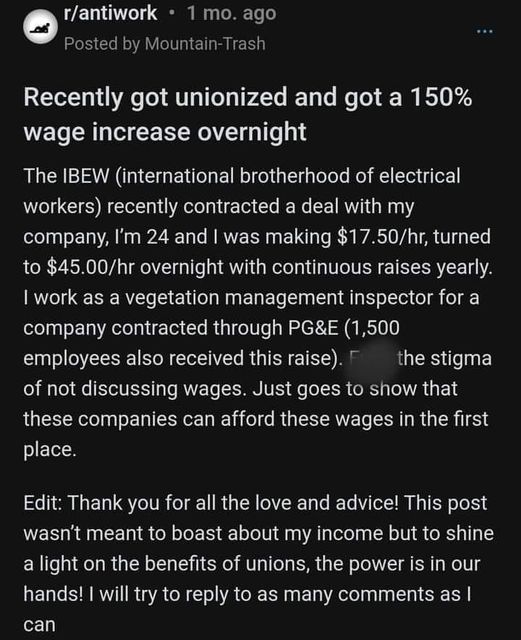 r/antiwork • 1 mo. ago
Posted by Mountain-Trash
Recently got unionized and got a 150%
wage increase overnight
The IBEW (international brotherhood of electrical
workers) recently contracted a deal with my
company, I'm 24 and I was making $17.50/hr, turned
to $45.00/hr overnight with continuous raises yearly.
I work as a vegetation management inspector for a
company contracted through PG&E (1,500
employees also received this raise). the stigma
of not discussing wages. Just goes to show that
these companies can afford these wages in the first
place.
Edit: Thank you for all the love and advice! This post
wasn't meant to boast about my income but to shine
a light on the benefits of unions, the power is in our
hands! I will try to reply to as many comments as I
can